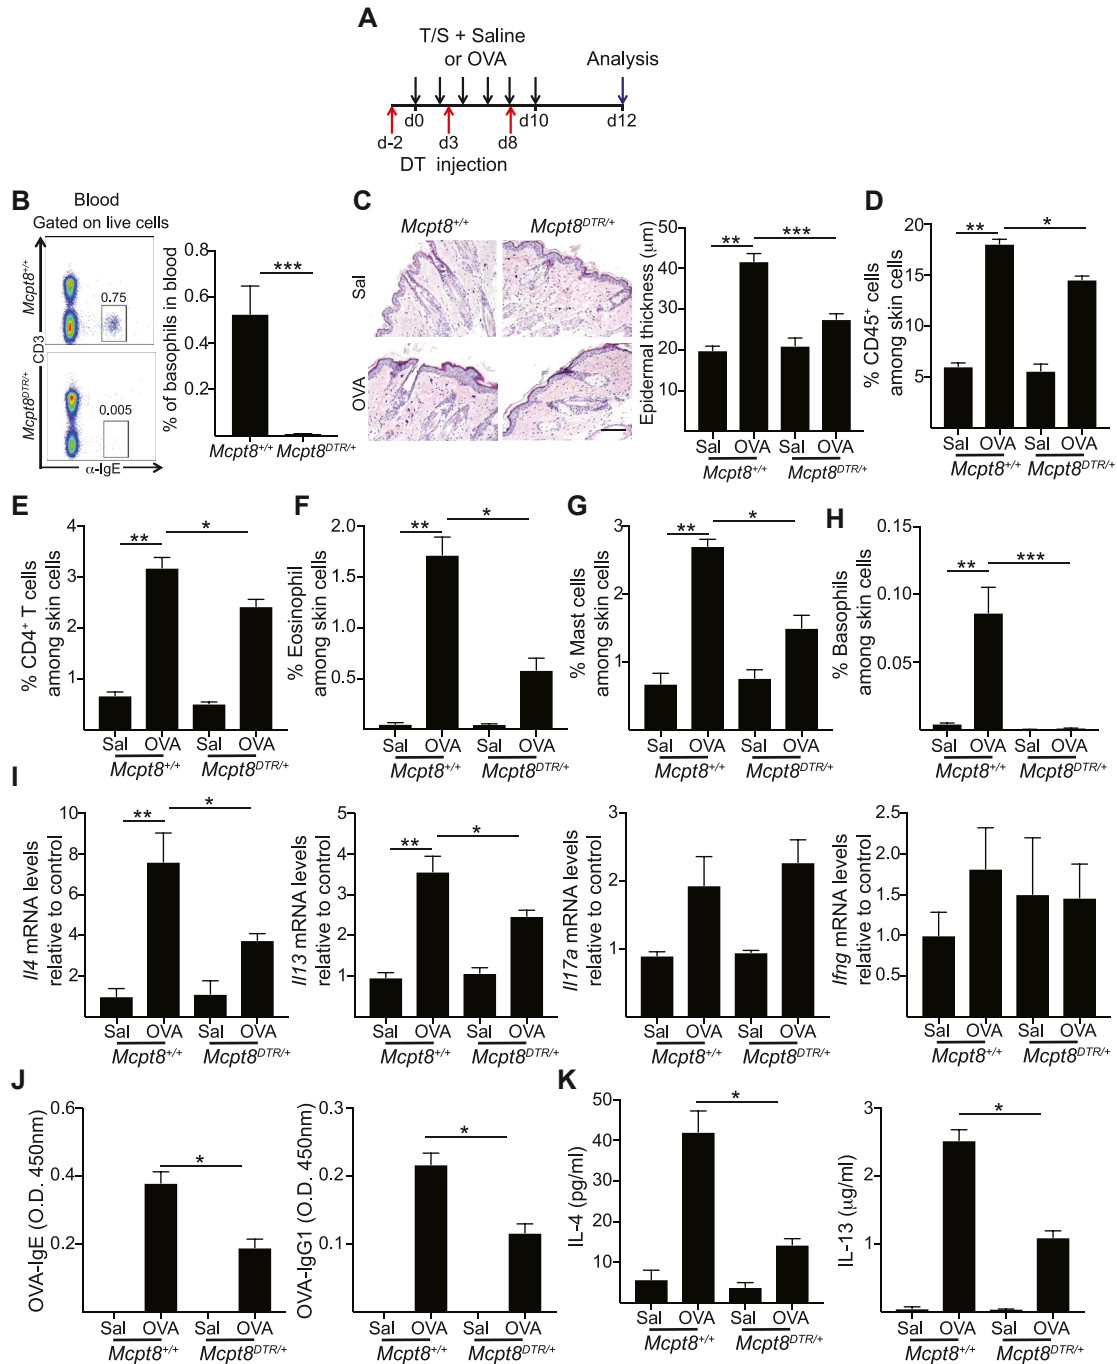 A
T/S + Saline
or OVA
Analysis
d0
d10
d12
d-2
d3
d8
DT injection
B
Blood
Gated on live cells
Mcpt8+/+
Mcpt8DTR/+
CD3
0.75
0.005
α-IgE
% of basophils in blood
0.8
0.6
0.4
0.2
***
Mcpt8+/+ Mcpt8DTR/+
C
Mcpt8+/+
Mcpt8DTR/+
Sal
OVA
Epidermal thickness (μm)
60
50
40
30
20
10
** ***
Sal OVA Sal OVA
Mcpt8+/+ Mcpt8DTR/+
D
% CD45+ cells
among skin cells
20
15
10
5
** *
Sal OVA Sal OVA
Mcpt8+/+ Mcpt8DTR/+
E
% CD4+ T cells
among skin cells
4
3
2
1
** *
Sal OVA Sal OVA
Mcpt8+/+ Mcpt8DTR/+
F
% Eosinophil
among skin cells
2.0
1.5
1.0
0.5
** *
Sal OVA Sal OVA
Mcpt8+/+ Mcpt8DTR/+
G
% Mast cells
among skin cells
3
2
1
** *
Sal OVA Sal OVA
Mcpt8+/+ Mcpt8DTR/+
H
% Basophils
among skin cells
0.15
0.10
0.05
** ***
Sal OVA Sal OVA
Mcpt8+/+ Mcpt8DTR/+
I
Il4 mRNA levels
relative to control
10
8
6
4
2
** *
Sal OVA Sal OVA
Mcpt8+/+ Mcpt8DTR/+
Il13 mRNA levels
relative to control
5
4
3
2
1
** *
Sal OVA Sal OVA
Mcpt8+/+ Mcpt8DTR/+
Il17a mRNA levels
relative to control
3
2
1
Sal OVA Sal OVA
Mcpt8+/+ Mcpt8DTR/+
Ifng mRNA levels
relative to control
2.5
2.0
1.5
1.0
0.5
Sal OVA Sal OVA
Mcpt8+/+ Mcpt8DTR/+
J
OVA-IgE (O.D. 450nm)
0.6
0.4
0.2
*
Sal OVA Sal OVA
Mcpt8+/+ Mcpt8DTR/+
OVA-IgG1 (O.D. 450nm)
0.3
0.2
0.1
*
Sal OVA Sal OVA
Mcpt8+/+ Mcpt8DTR/+
K
IL-4 (pg/ml)
50
40
30
20
10
*
Sal OVA Sal OVA
Mcpt8+/+ Mcpt8DTR/+
IL-13 (μg/ml)
3
2
1
*
Sal OVA Sal OVA
Mcpt8+/+ Mcpt8DTR/+